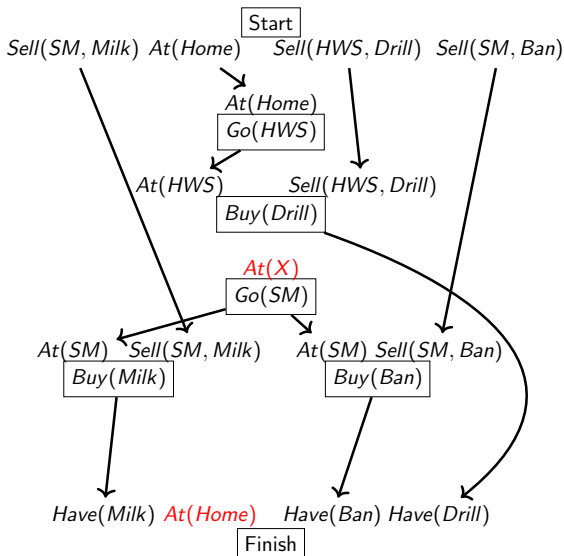 Start
Sell(SM, Milk) At(Home) Sell(HWS, Drill) Sell(SM, Ban)
At(Home)
Go(HWS)
At(HWS) Sell(HWS, Drill)
Buy(Drill)
At(X)
Go(SM)
At(SM) Sell(SM, Milk) At(SM) Sell(SM, Ban)
Buy(Milk) Buy(Ban)
Have(Milk) At(Home) Have(Ban) Have(Drill)
Finish